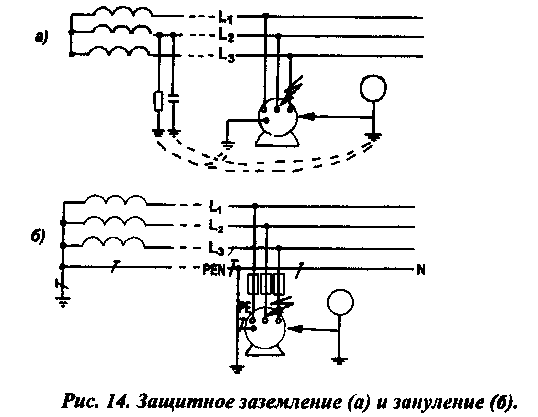 а)
L₁
L₂
L₃
б)
L₁
L₂
L₃
PEN
N
PE
Рис. 14. Защитное заземление (а) и зануление (б).